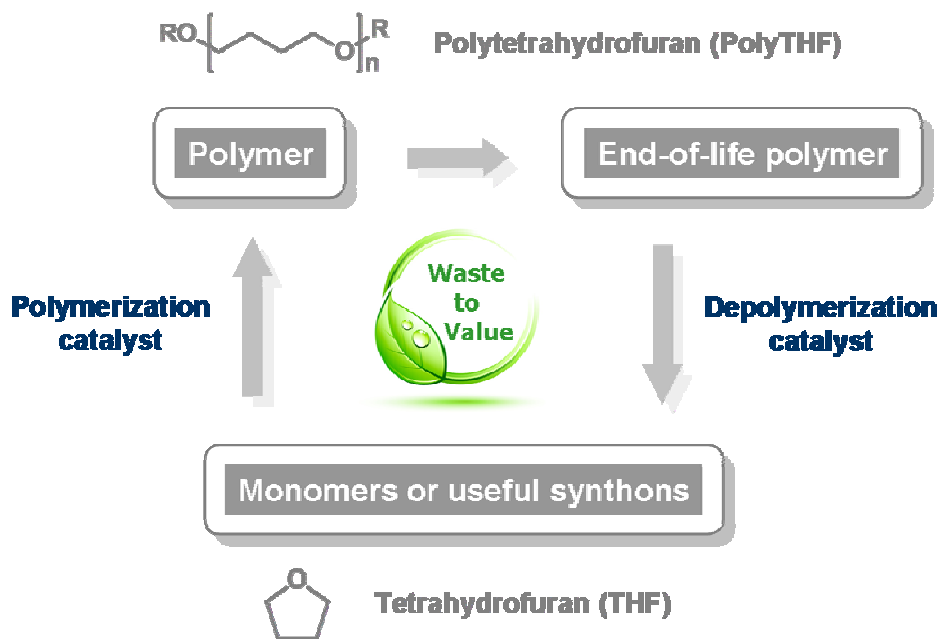 RO
O
R
n
Polytetrahydrofuran (PolyTHF)
Polymer
End-of-life polymer
Polymerization
catalyst
Waste
to
Value
Depolymerization
catalyst
Monomers or useful synthons
O
Tetrahydrofuran (THF)